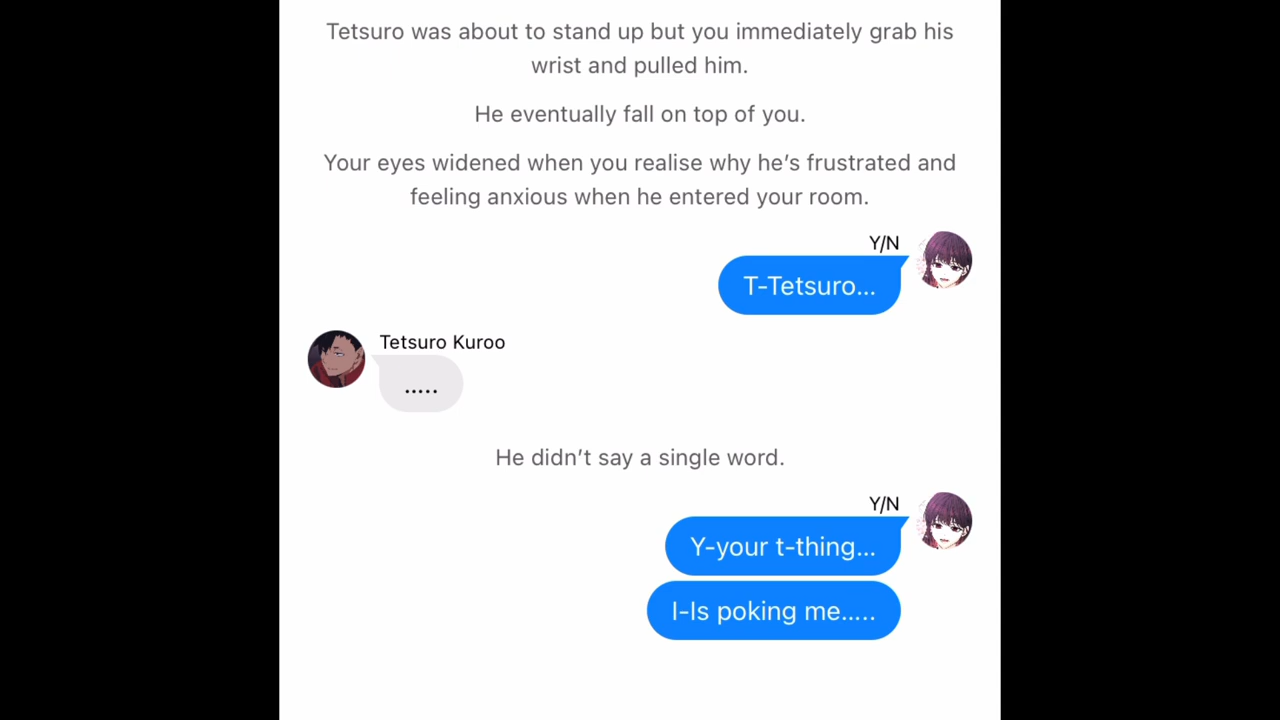 Tetsuro was about to stand up but you immediately grab his
wrist and pulled him.
He eventually fall on top of you.
Your eyes widened when you realise why he’s frustrated and
feeling anxious when he entered your room.
Y/N
T-Tetsuro...
Tetsuro Kuroo
.....
He didn’t say a single word.
Y/N
Y-your t-thing...
I-Is poking me.....